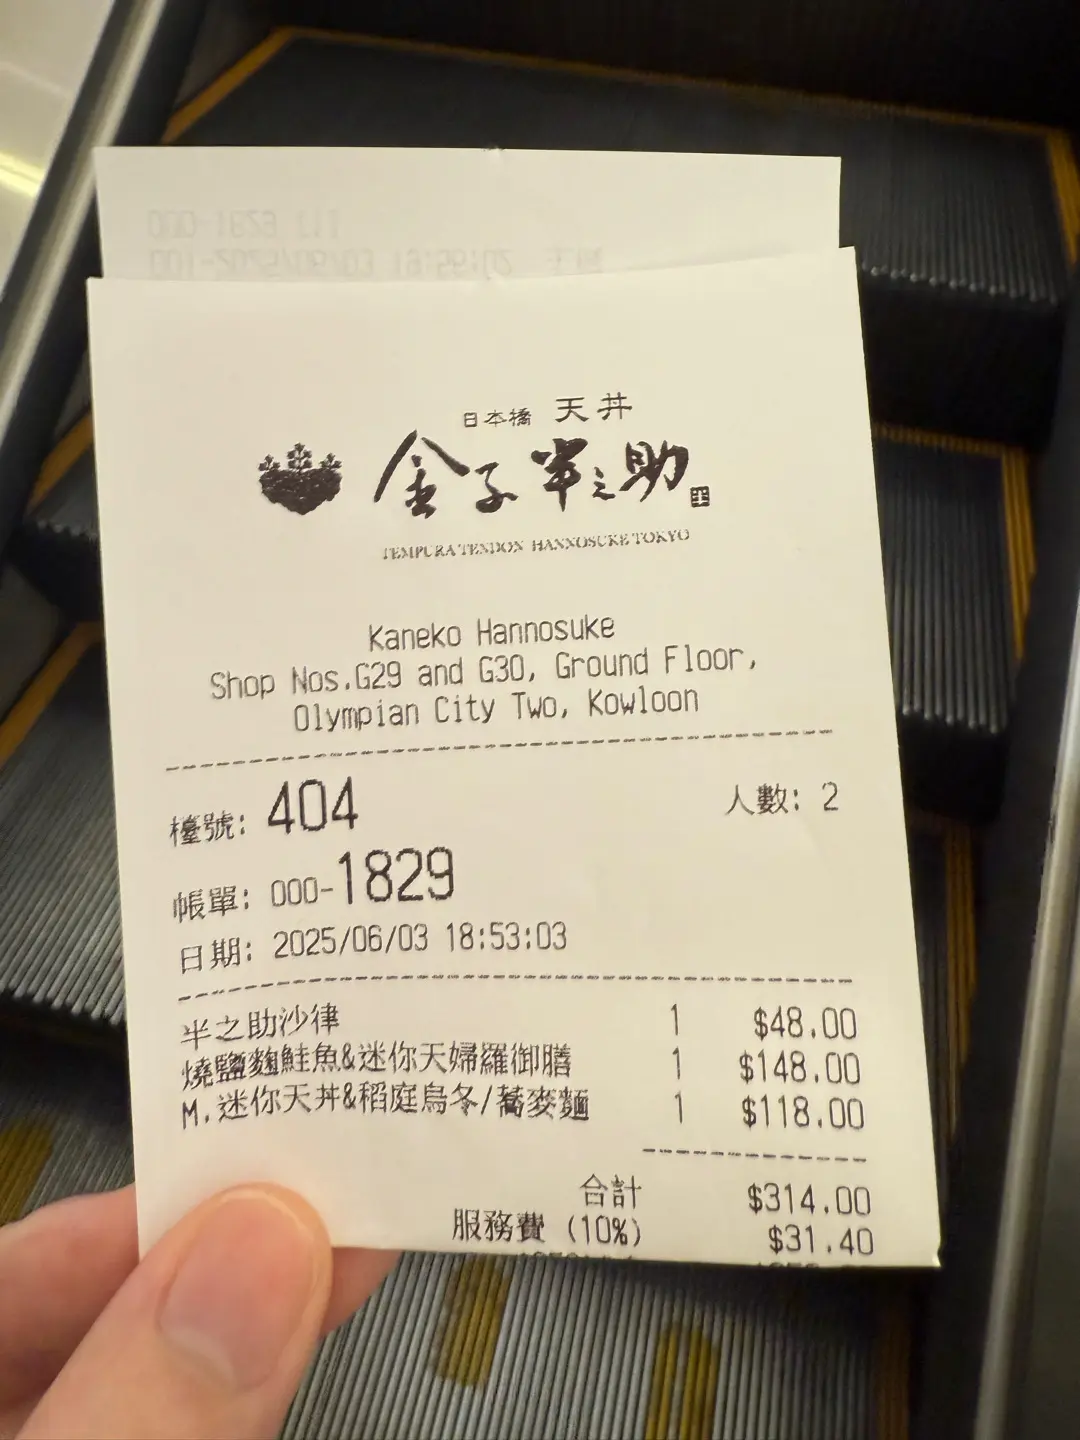 日本橋 天丼
金子半之助
TEMPURA TENDON HANNOSUKE TOKYO
Kaneko Hannosuke
Shop Nos.G29 and G30, Ground Floor,
Olympian City Two, Kowloon
檯號: 404 人數: 2
帳單: 000-1829
日期: 2025/06/03 18:53:03
半之助沙律 1 $48.00
燒鹽麴鮭魚&迷你天婦羅御膳 1 $148.00
M.迷你天丼&稻庭烏冬/蕎麥麵 1 $118.00
合計 $314.00
服務費 (10%) $31.40